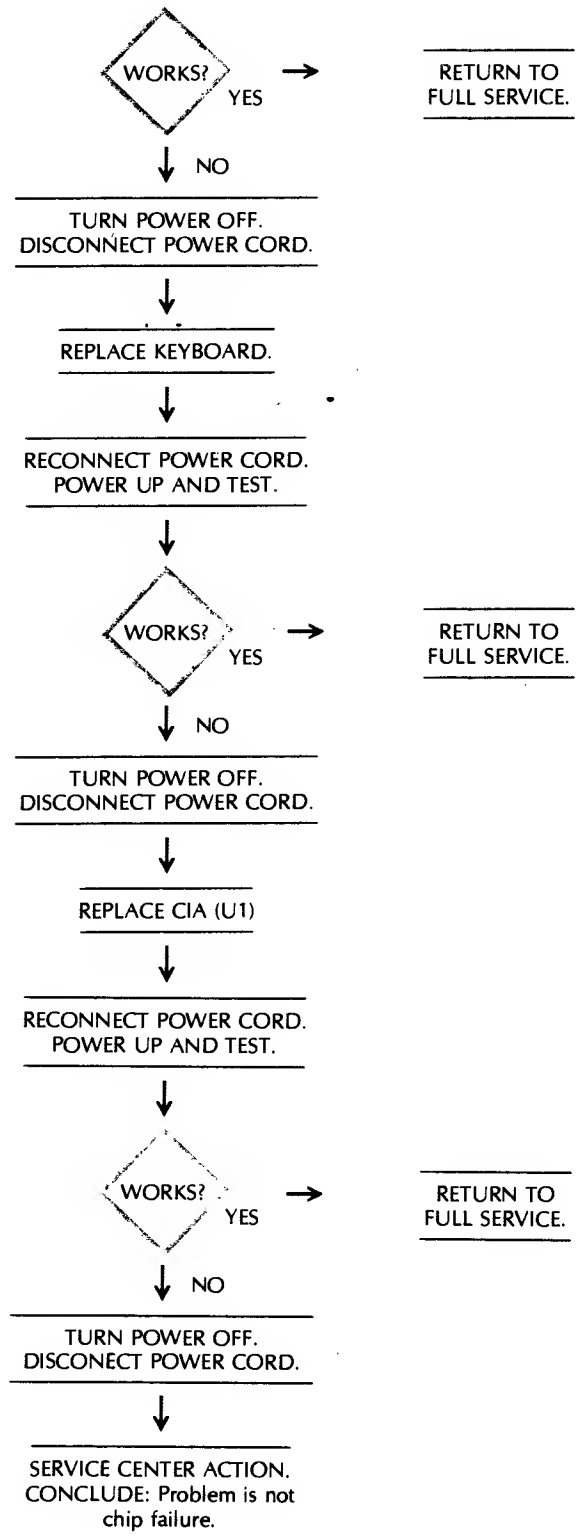 WORKS?
YES
RETURN TO
FULL SERVICE.
NO
TURN POWER OFF.
DISCONNECT POWER CORD.
REPLACE KEYBOARD.
RECONNECT POWER CORD.
POWER UP AND TEST.
WORKS?
YES
RETURN TO
FULL SERVICE.
NO
TURN POWER OFF.
DISCONNECT POWER CORD.
REPLACE CIA (U1)
RECONNECT POWER CORD.
POWER UP AND TEST.
WORKS?
YES
RETURN TO
FULL SERVICE.
NO
TURN POWER OFF.
DISCONECT POWER CORD.
SERVICE CENTER ACTION.
CONCLUDE: Problem is not
chip failure.